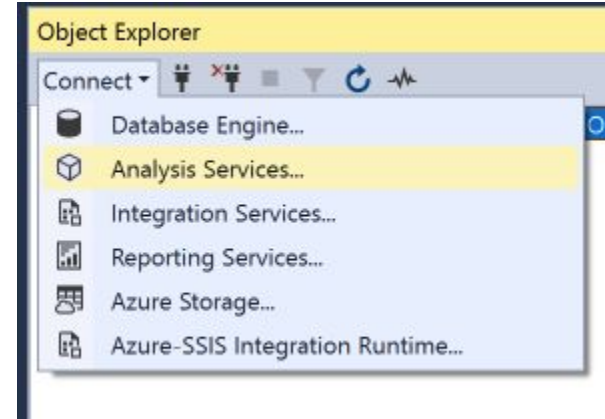 Object Explorer
Connect
Database Engine...
Analysis Services...
Integration Services...
Reporting Services...
Azure Storage...
Azure-SSIS Integration Runtime...